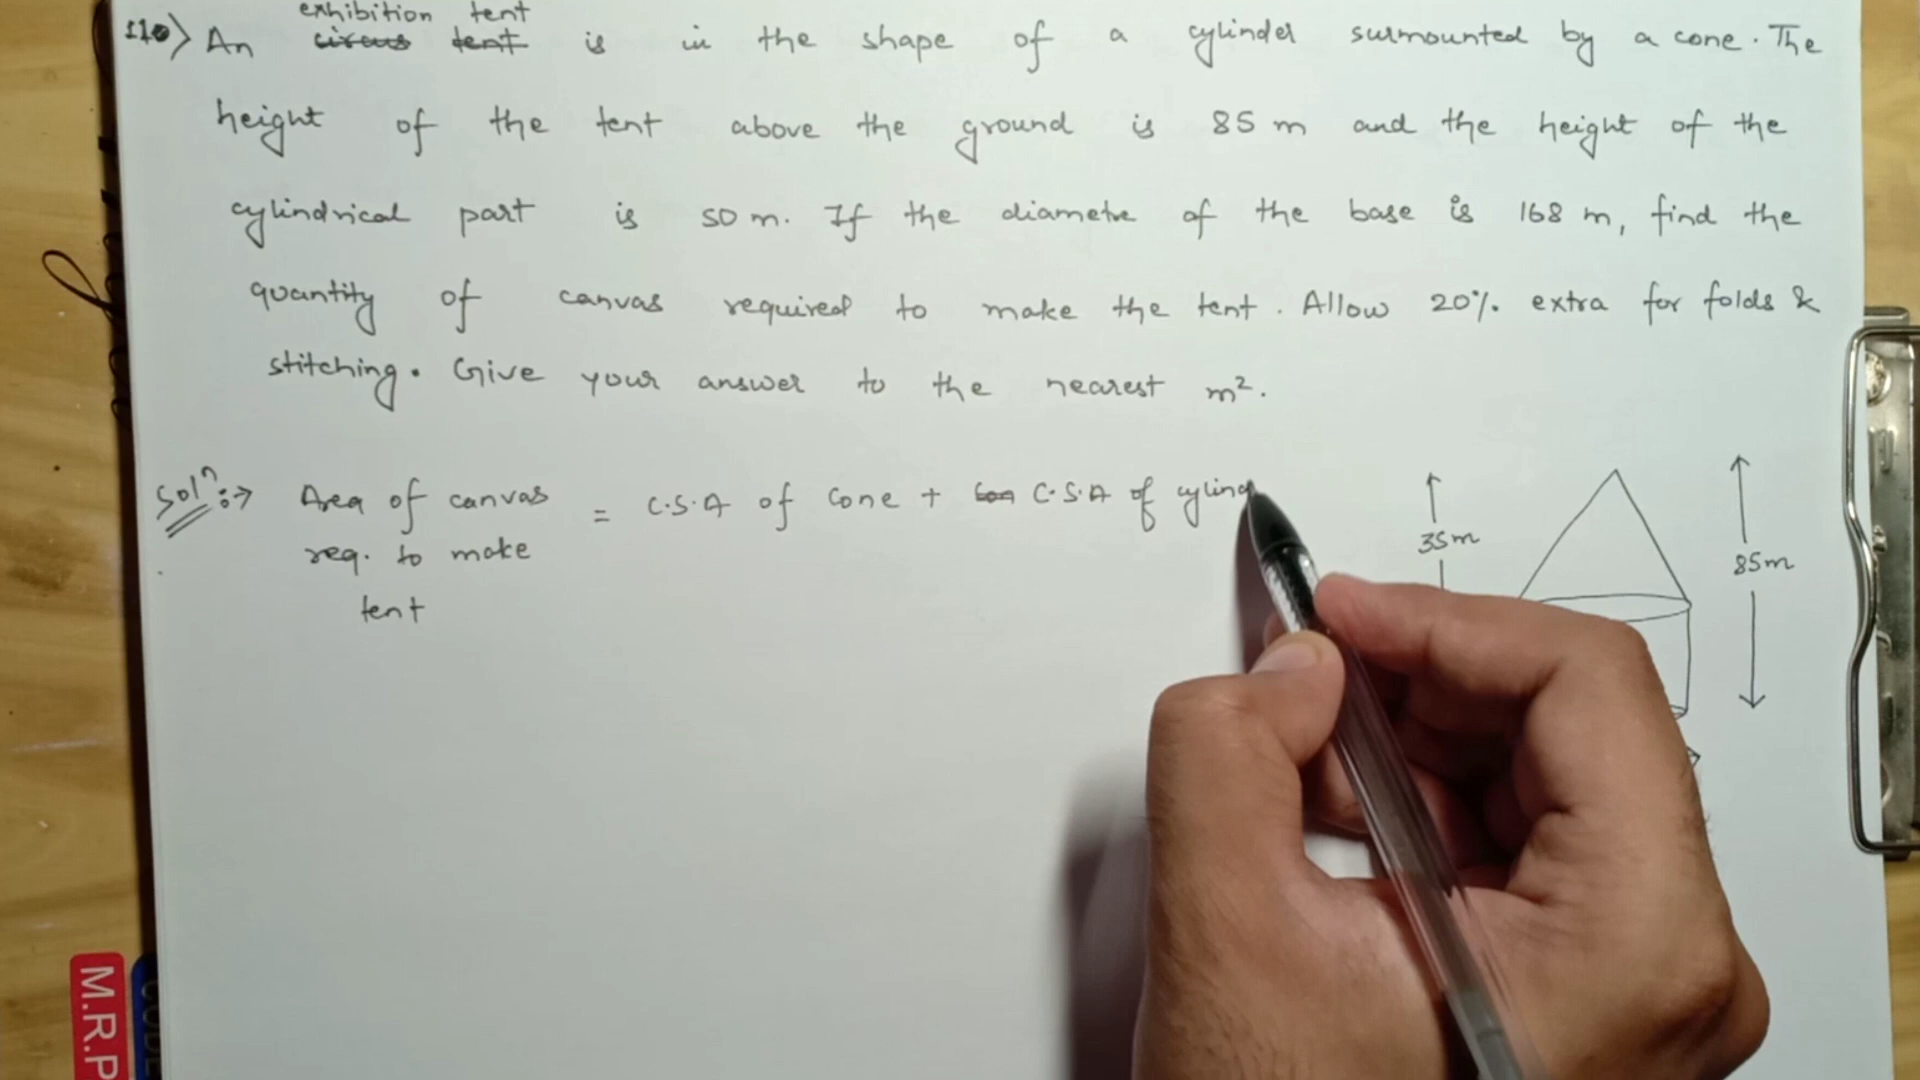 110) An exhibition tent is in the shape of a cylinder surmounted by a cone. The
height of the tent above the ground is 85 m and the height of the
cylindrical part is 50 m. If the diametre of the base is 168 m, find the
quantity of canvas required to make the tent. Allow 20% extra for folds &
stitching. Give your answer to the nearest m².
Solⁿ:→ Area of canvas = C.S.A of Cone + C.S.A of cylind
req. to make
tent
35m
85m
M.R.P